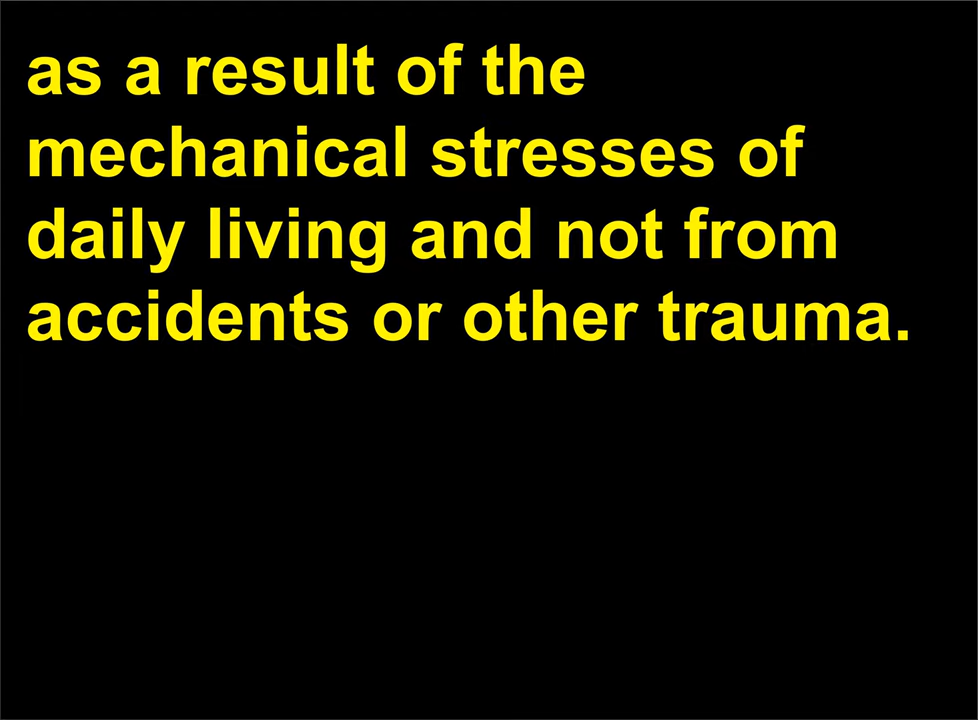 as a result of the
mechanical stresses of
daily living and not from
accidents or other trauma.